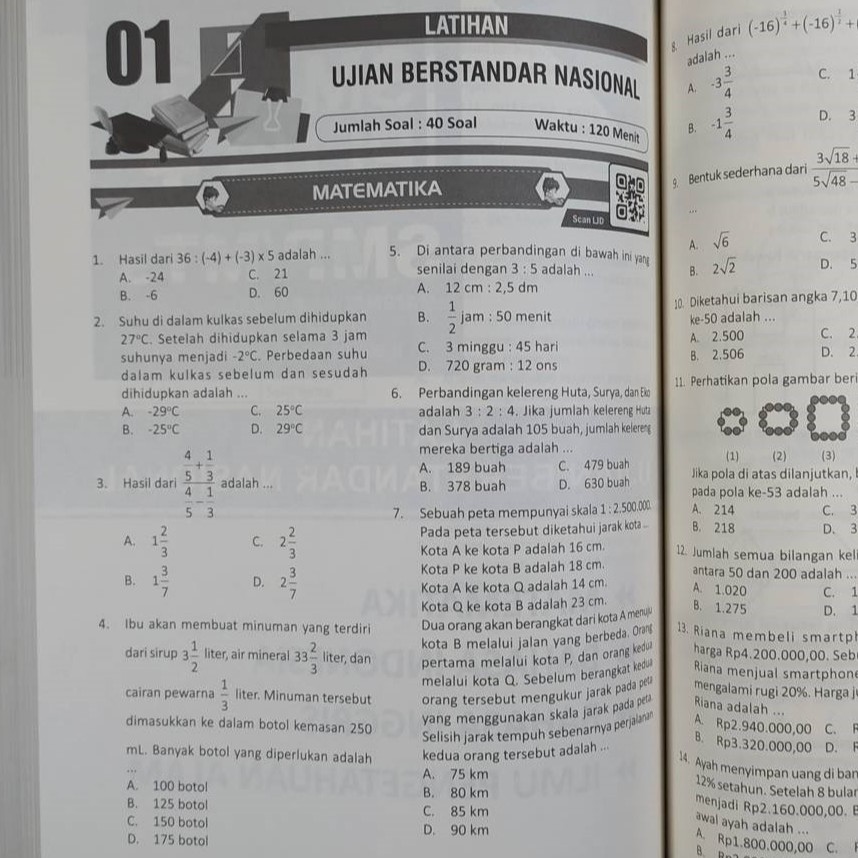 01
LATIHAN
UJIAN BERSTANDAR NASIONAL
Jumlah Soal : 40 Soal
Waktu : 120 Menit
MATEMATIKA
Scan IJD
1. Hasil dari 36 : (-4) + (-3) x 5 adalah ...
A. -24 C. 21
B. -6 D. 60
2. Suhu di dalam kulkas sebelum dihidupkan
27°C. Setelah dihidupkan selama 3 jam
suhunya menjadi -2°C. Perbedaan suhu
dalam kulkas sebelum dan sesudah
dihidupkan adalah ...
A. -29°C C. 25°C
B. -25°C D. 29°C
4/5 + 1/3
3. Hasil dari adalah ...
4/5 - 1/3
A. 1 2/3 C. 2 2/3
B. 1 3/7 D. 2 3/7
4. Ibu akan membuat minuman yang terdiri
dari sirup 3 1/2 liter, air mineral 33 2/3 liter, dan
cairan pewarna 1/3 liter. Minuman tersebut
dimasukkan ke dalam botol kemasan 250
mL. Banyak botol yang diperlukan adalah
...
A. 100 botol
B. 125 botol
C. 150 botol
D. 175 botol
5. Di antara perbandingan di bawah ini yang
senilai dengan 3 : 5 adalah ...
A. 12 cm : 2,5 dm
B. 1/2 jam : 50 menit
C. 3 minggu : 45 hari
D. 720 gram : 12 ons
6. Perbandingan kelereng Huta, Surya, dan Eko
adalah 3 : 2 : 4. Jika jumlah kelereng Huta
dan Surya adalah 105 buah, jumlah kelereng
mereka bertiga adalah ...
A. 189 buah C. 479 buah
B. 378 buah D. 630 buah
7. Sebuah peta mempunyai skala 1 : 2.500.000.
Pada peta tersebut diketahui jarak kota ...
Kota A ke kota P adalah 16 cm.
Kota P ke kota B adalah 18 cm.
Kota A ke kota Q adalah 14 cm.
Kota Q ke kota B adalah 23 cm.
Dua orang akan berangkat dari kota A menuju
kota B melalui jalan yang berbeda. Orang
pertama melalui kota P, dan orang kedua
melalui kota Q. Sebelum berangkat kedua
orang tersebut mengukur jarak pada peta
yang menggunakan skala jarak pada peta.
Selisih jarak tempuh sebenarnya perjalanan
kedua orang tersebut adalah ...
A. 75 km
B. 80 km
C. 85 km
D. 90 km
8. Hasil dari (-16)
adalah ...
A. -3 3/4 C. 1
B. -1 3/4 D. 3
9. Bentuk sederhana dari 3√18 + / 5√48 -
...
A. √6 C. 3
B. 2√2 D. 5
10. Diketahui barisan angka 7,10
ke-50 adalah ...
A. 2.500 C. 2.
B. 2.506 D. 2.
11. Perhatikan pola gambar beri
(1) (2) (3)
Jika pola di atas dilanjutkan,
pada pola ke-53 adalah ...
A. 214 C. 3
B. 218 D. 3
12. Jumlah semua bilangan keli
antara 50 dan 200 adalah ...
A. 1.020 C. 1
B. 1.275 D. 1
13. Riana membeli smartph
harga Rp4.200.000,00. Seb
Riana menjual smartphone
mengalami rugi 20%. Harga j
Riana adalah ...
A. Rp2.940.000,00 C.
B. Rp3.320.000,00 D.
14. Ayah menyimpan uang di ban
12% setahun. Setelah 8 bulan
menjadi Rp2.160.000,00.
awal ayah adalah ...
A. Rp1.800.000,00 C.
B.